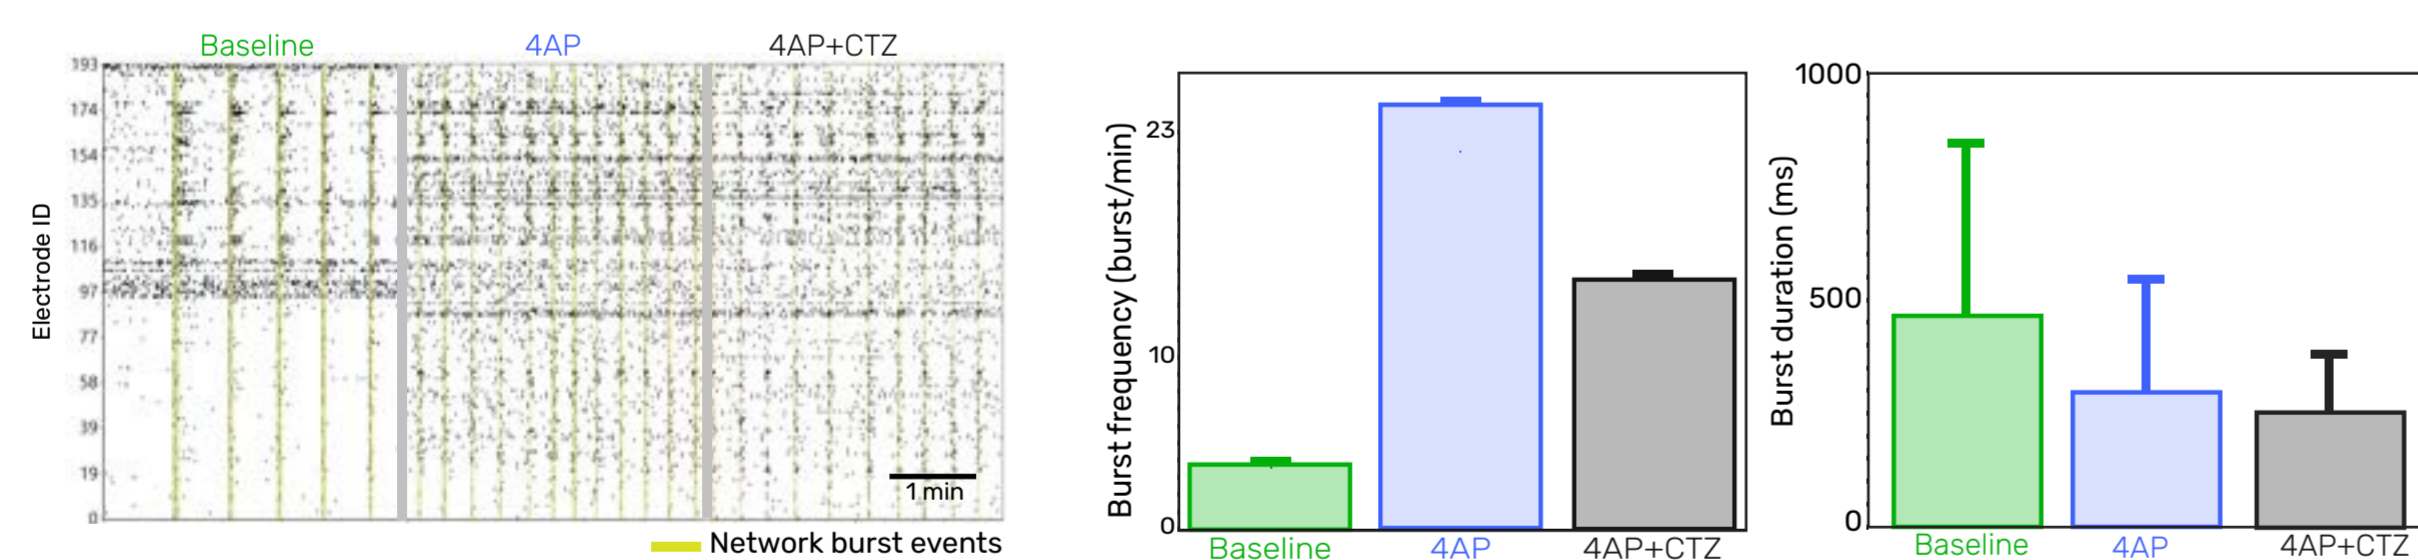 Baseline
4AP
4AP+CTZ
Electrode ID
193
174
154
135
116
97
77
58
39
19
0
1 min
Network burst events
Burst frequency (burst/min)
23
10
0
Baseline
4AP
4AP+CTZ
Burst duration (ms)
1000
500
0
Baseline
4AP
4AP+CTZ